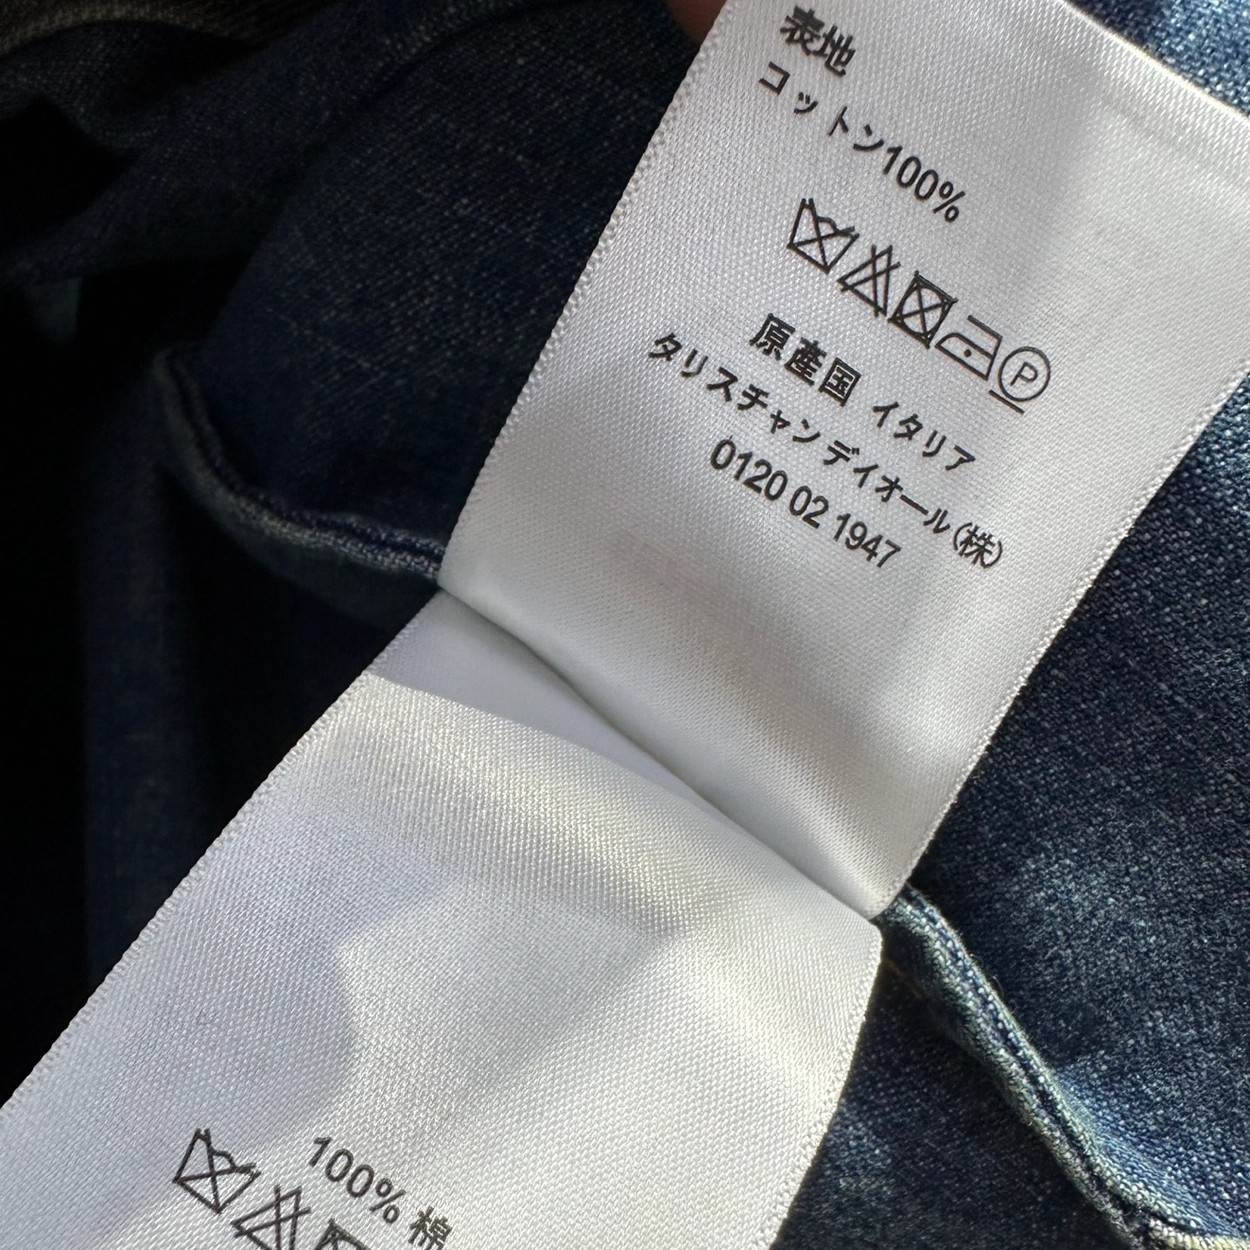 表地
コットン100%
P
原産国 イタリア
タリスチャン ディオール(株)
0120 02 1947
100% 棉